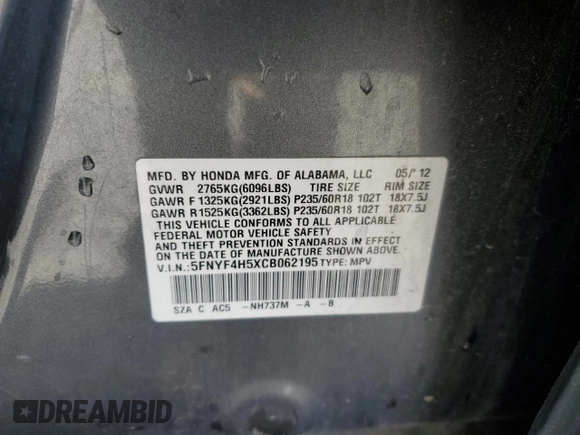 MFD. BY HONDA MFG. OF ALABAMA, LLC 05/'12
GVWR 2765KG(6096LBS) TIRE SIZE RIM SIZE
GAWR F 1325KG(2921LBS) P235/60R18 102T 18X7.5J
GAWR R 1525KG(3362LBS) P235/60R18 102T 18X7.5J
THIS VEHICLE CONFORMS TO ALL APPLICABLE
FEDERAL MOTOR VEHICLE SAFETY
AND THEFT PREVENTION STANDARDS IN EFFECT
ON THE DATE OF MANUFACTURE SHOWN ABOVE.
V.I.N.: 5FNYF4H5XCB062195 TYPE: MPV
SZA C AC5 -NH737M -A -B
DREAMBID